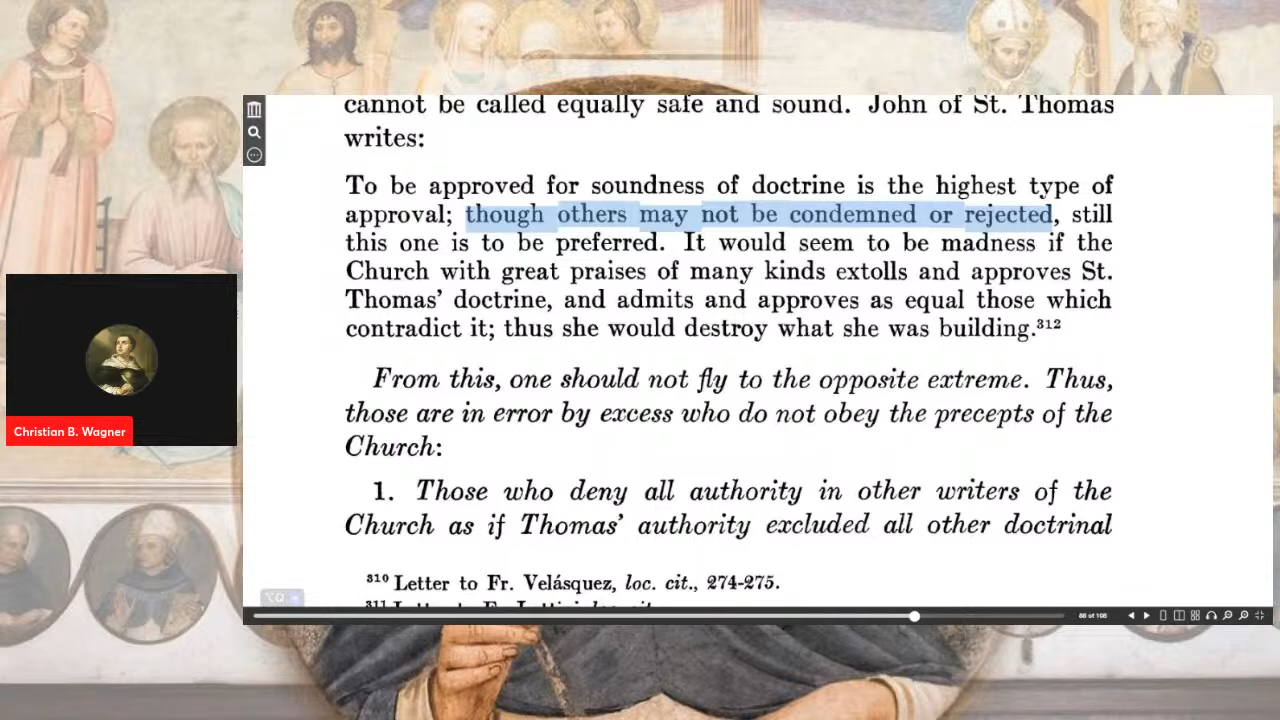 cannot be called equally safe and sound. John of St. Thomas
writes:
To be approved for soundness of doctrine is the highest type of
approval; though others may not be condemned or rejected, still
this one is to be preferred. It would seem to be madness if the
Church with great praises of many kinds extolls and approves St.
Thomas’ doctrine, and admits and approves as equal those which
contradict it; thus she would destroy what she was building.³¹²
From this, one should not fly to the opposite extreme. Thus,
those are in error by excess who do not obey the precepts of the
Church:
1. Those who deny all authority in other writers of the
Church as if Thomas’ authority excluded all other doctrinal
³¹⁰ Letter to Fr. Velásquez, loc. cit., 274-275.
Christian B. Wagner
88 of 108